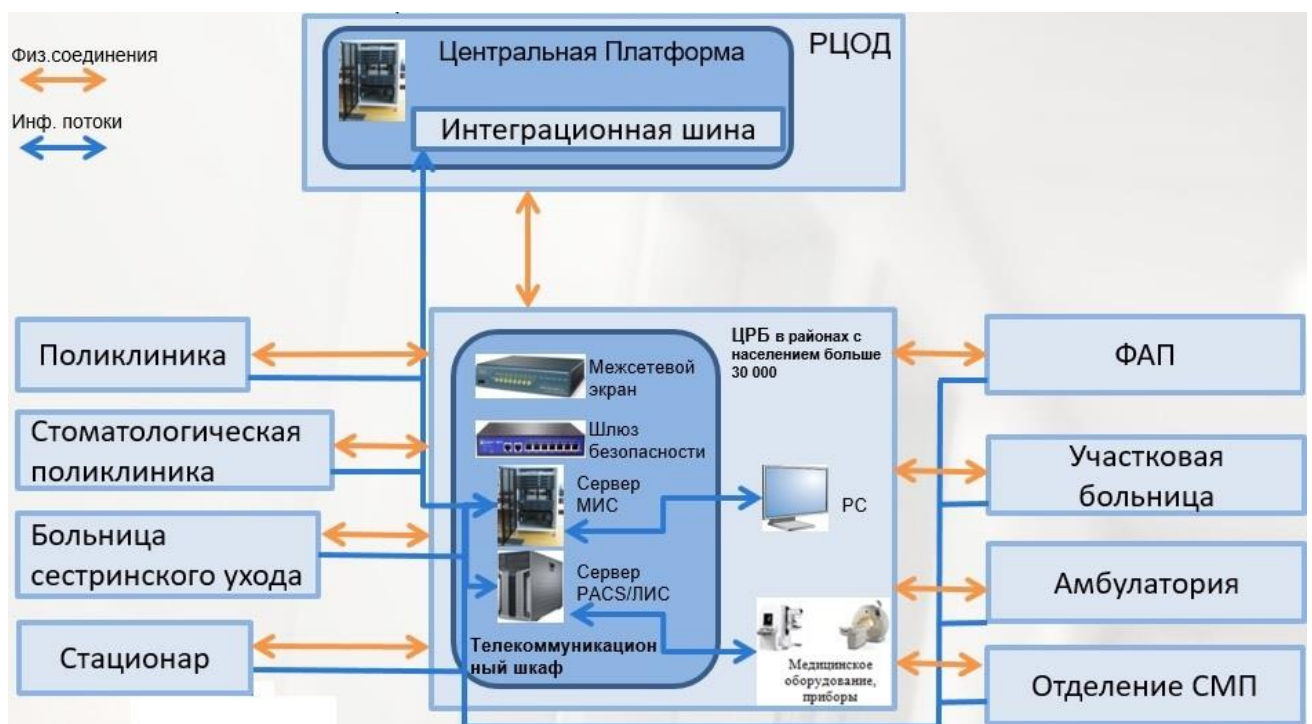 Физ.соединения
Инф. потоки
Центральная Платформа
РЦОД
Интеграционная шина
Поликлиника
Стоматологическая
поликлиника
Больница
сестринского ухода
Стационар
Межсетевой
экран
Шлюз
безопасности
Сервер
МИС
Сервер
PACS/ЛИС
Телекоммуникацион
ный шкаф
ЦРБ в районах с
населением больше
30 000
PC
Медицинское
оборудование,
приборы
ФАП
Участковая
больница
Амбулатория
Отделение СМП